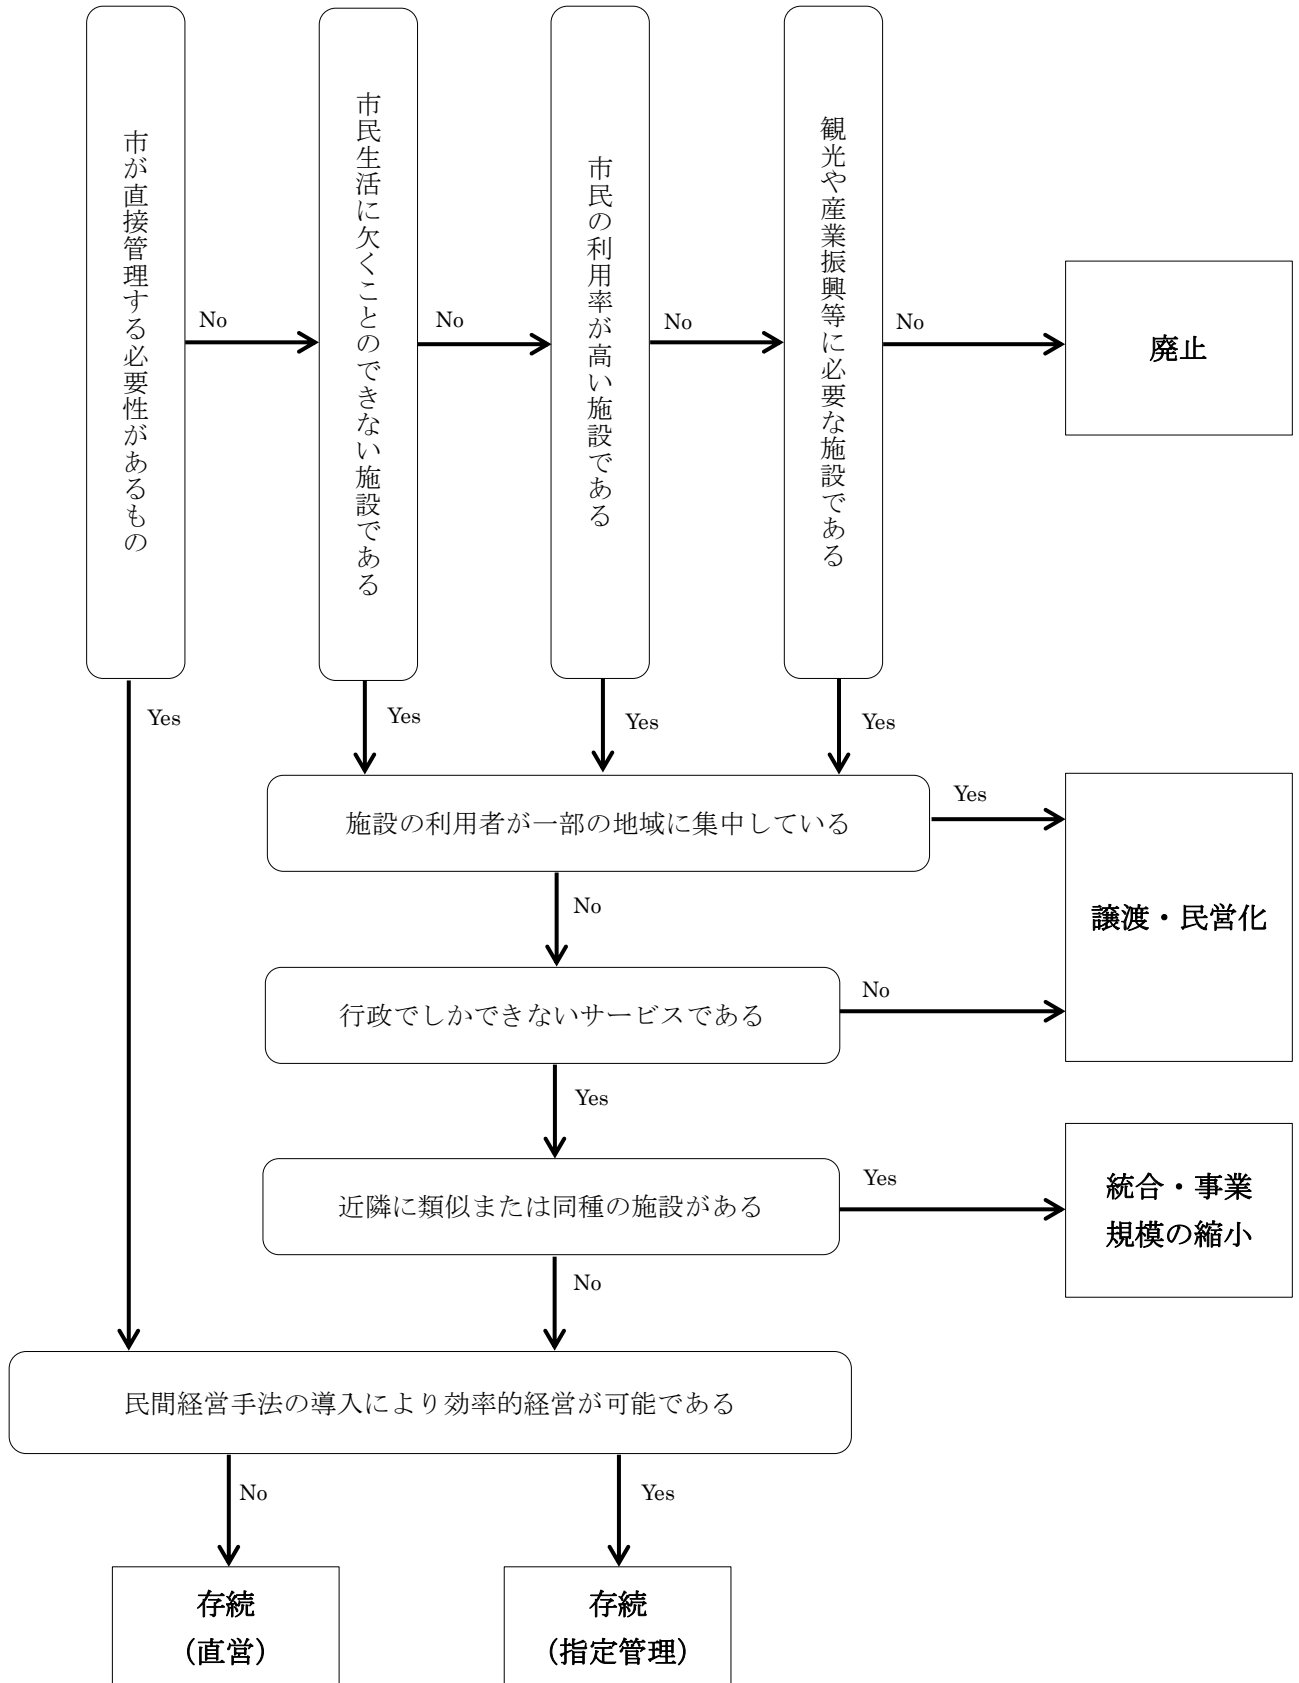 市が直接管理する必要性があるもの
No
市民生活に欠くことのできない施設である
No
市民の利用率が高い施設である
No
観光や産業振興等に必要な施設である
No
廃止
Yes
Yes
Yes
Yes
施設の利用者が一部の地域に集中している
Yes
譲渡・民営化
No
行政でしかできないサービスである
No
Yes
近隣に類似または同種の施設がある
Yes
統合・事業
規模の縮小
No
民間経営手法の導入により効率的経営が可能である
No
Yes
存続
（直営）
存続
（指定管理）